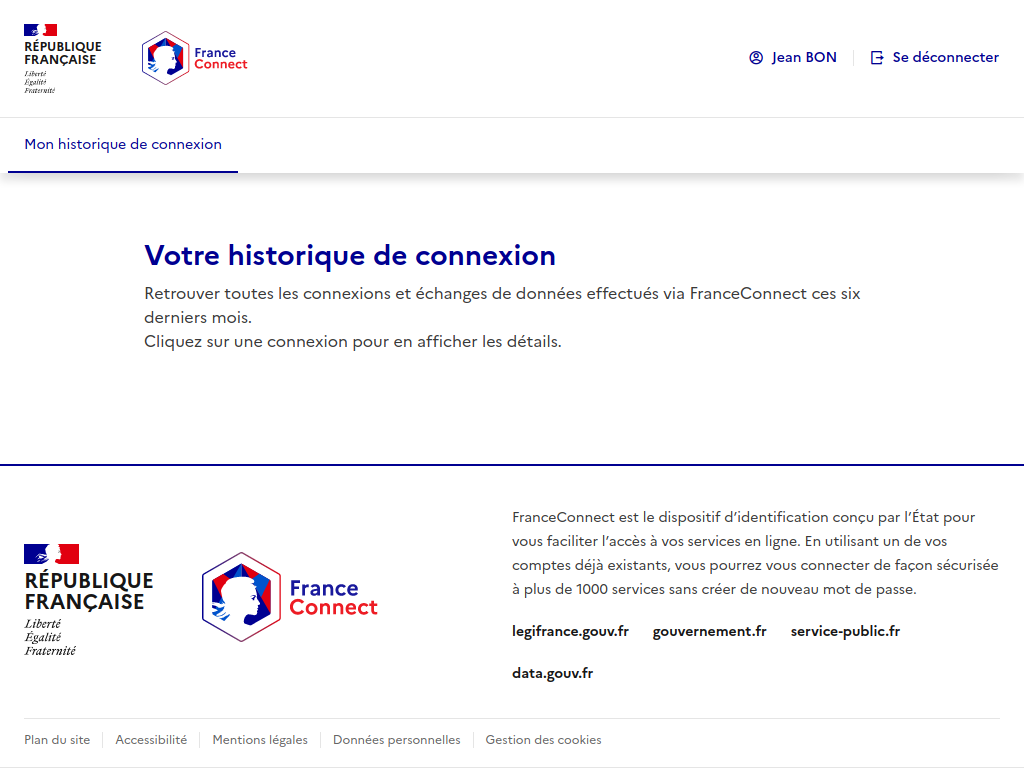 RÉPUBLIQUE
FRANÇAISE
Liberté
Égalité
Fraternité
France
Connect
Jean BON
Se déconnecter
Mon historique de connexion
Votre historique de connexion
Retrouver toutes les connexions et échanges de données effectués via FranceConnect ces six
derniers mois.
Cliquez sur une connexion pour en afficher les détails.
RÉPUBLIQUE
FRANÇAISE
Liberté
Égalité
Fraternité
France
Connect
FranceConnect est le dispositif d’identification conçu par l’État pour
vous faciliter l’accès à vos services en ligne. En utilisant un de vos
comptes déjà existants, vous pourrez vous connecter de façon sécurisée
à plus de 1000 services sans créer de nouveau mot de passe.
legifrance.gouv.fr gouvernement.fr service-public.fr
data.gouv.fr
Plan du site Accessibilité Mentions légales Données personnelles Gestion des cookies